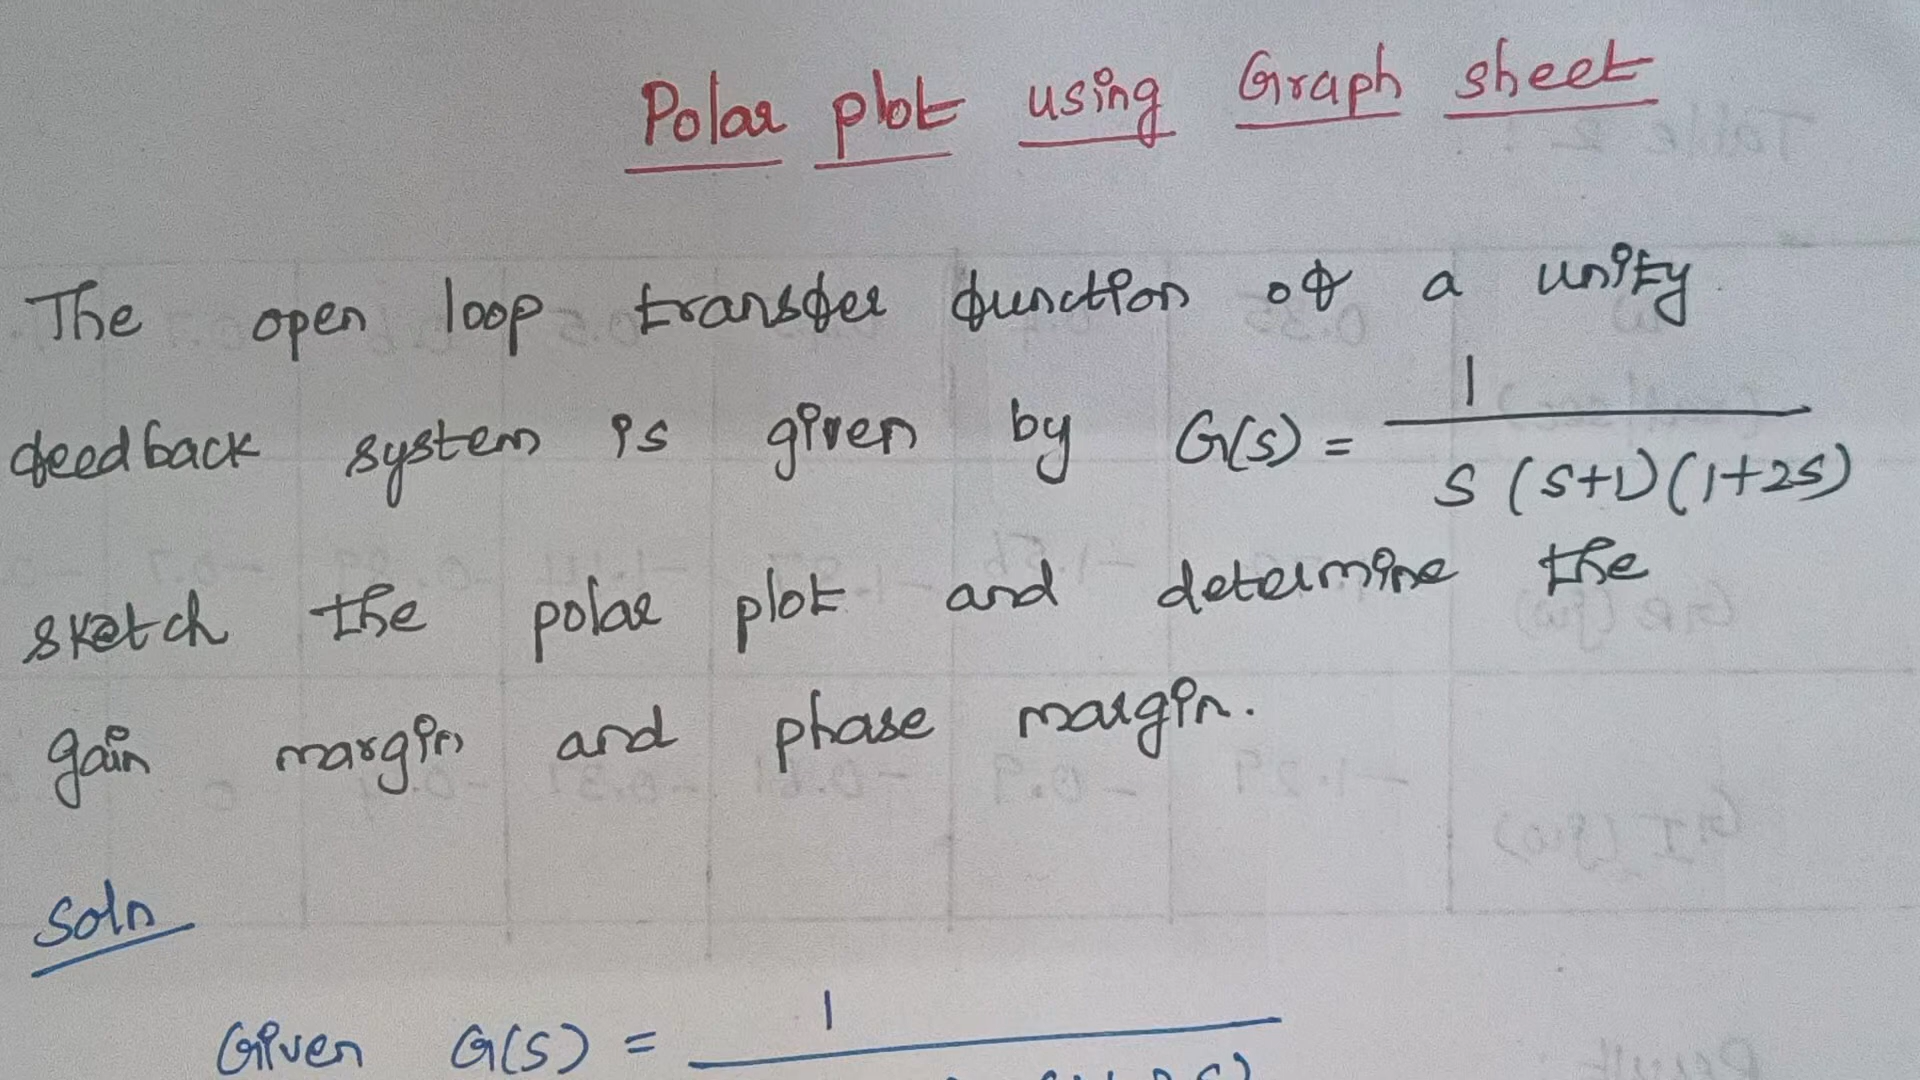 Polar plot using Graph sheet
The open loop transfer function of a unity
feedback system is given by G(s) = 1 / S (S+1)(1+2S)
sketch the polar plot and determine the
gain margin and phase margin.
Soln
Given G(S) = 1